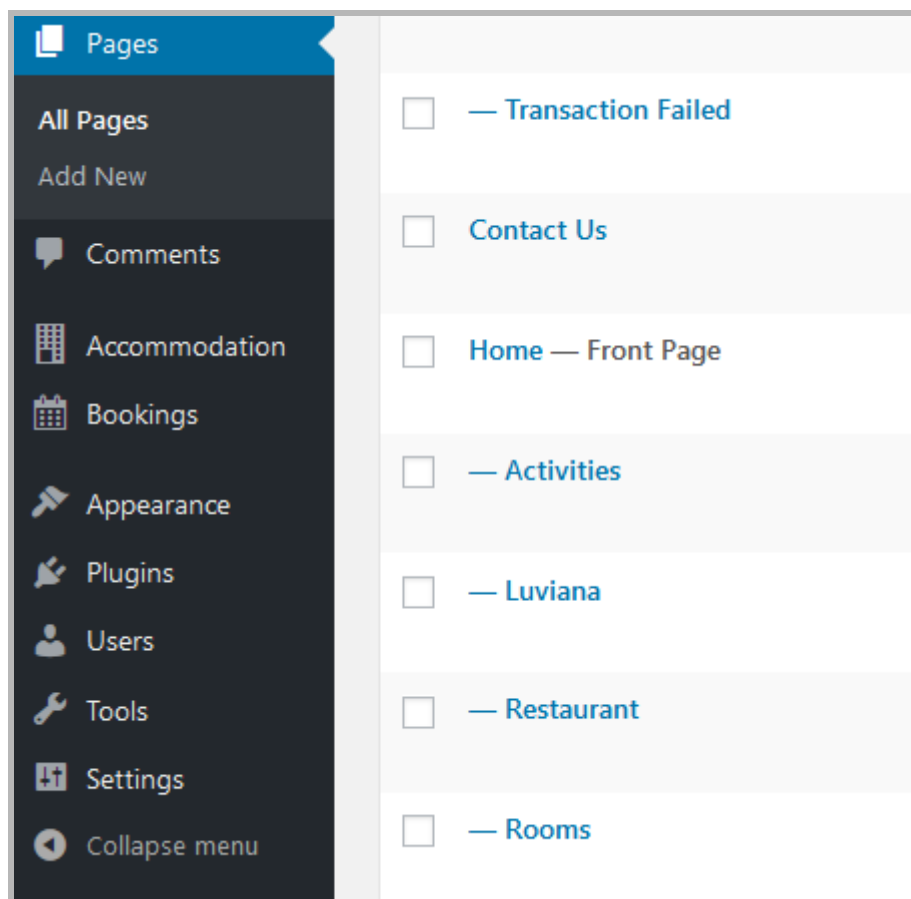 Pages
All Pages
Add New
Comments
Accommodation
Bookings
Appearance
Plugins
Users
Tools
Settings
Collapse menu
— Transaction Failed
Contact Us
Home — Front Page
— Activities
— Luviana
— Restaurant
— Rooms